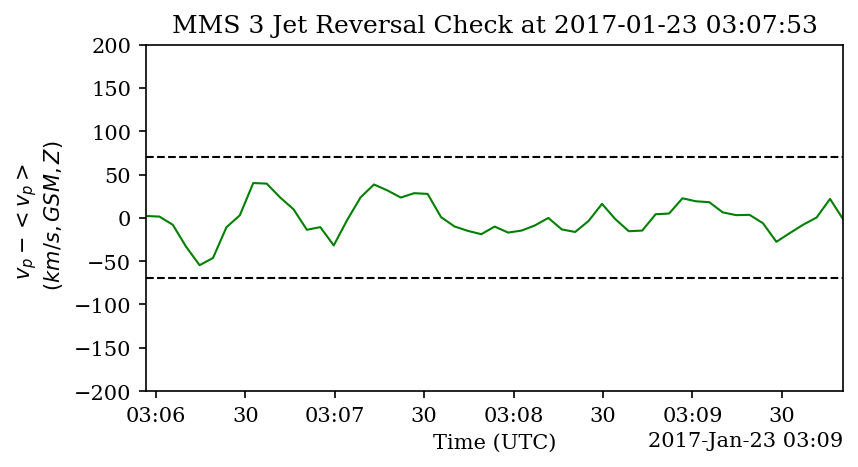 MMS 3 Jet Reversal Check at 2017-01-23 03:07:53
v_p − < v_p >
(km/s, GSM, Z)
200
150
100
50
0
−50
−100
−150
−200
03:06 30 03:07 30 03:08 30 03:09 30
Time (UTC) 2017-Jan-23 03:09